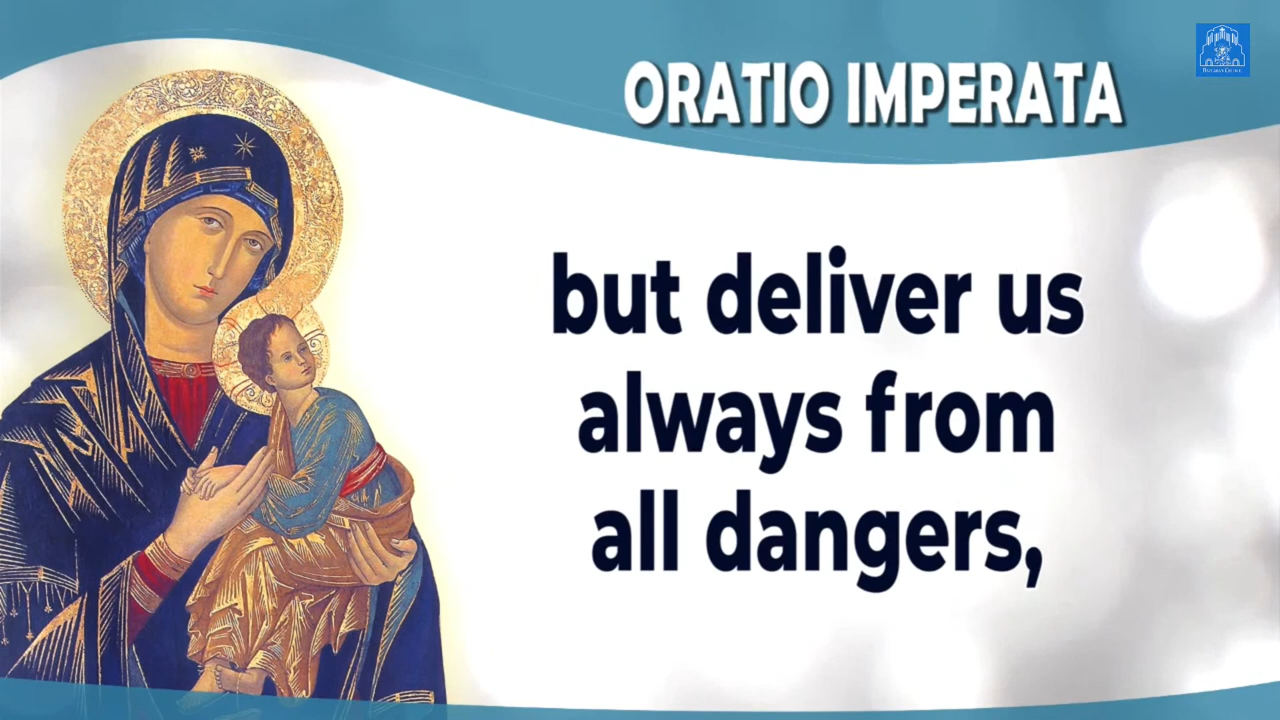 ORATIO IMPERATA
but deliver us
always from
all dangers,